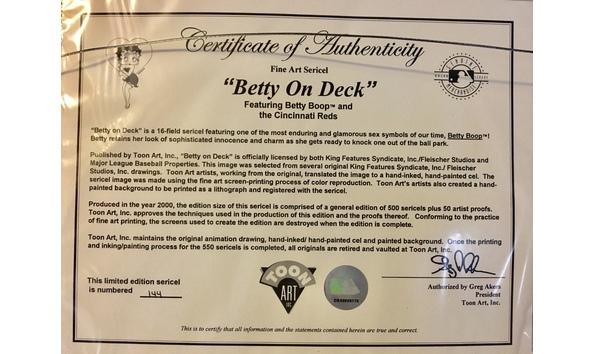 Certificate of Authenticity
Fine Art Sericel
"Betty On Deck"
Featuring Betty Boop™ and
the Cincinnati Reds
GENUINE
MERCHANDISE
"Betty on Deck" is a 16-field sericel featuring one of the most enduring and glamorous sex symbols of our time, Betty Boop™!
Betty retains her look of sophisticated innocence and charm as she gets ready to knock one out of the ball park.
Published by Toon Art, Inc., "Betty on Deck" is officially licensed by both King Features Syndicate, Inc./Fleischer Studios and
Major League Baseball Properties. This image was selected from several original King Features Syndicate, Inc./ Fleischer
Studios, Inc. drawings. Toon Art artists, working from the original, translated the image to a hand-inked, hand-painted cel. The
sericel image was made using the fine art screen-printing process of color reproduction. Toon Art's artists also created a hand-
painted background to be printed as a lithograph and registered with the sericel.
Produced in the year 2000, the edition size of this sericel is comprised of a general edition of 500 sericels plus 50 artist proofs.
Toon Art, Inc. approves the techniques used in the production of this edition and the proofs thereof. Conforming to the practice
of fine art printing, the screens used to create the edition are destroyed when the edition is complete.
Toon Art, Inc. maintains the original animation drawing, hand-inked/ hand-painted cel and painted background. Once the printing
and inking/painting process for the 550 sericels is completed, all originals are retired and vaulted at Toon Art, Inc.
This limited edition sericel
is numbered 144
TOON
ART
INC
Authorized by Greg Akers
President
Toon Art, Inc.
This is to certify that all information and the statements contained herein are true and correct.